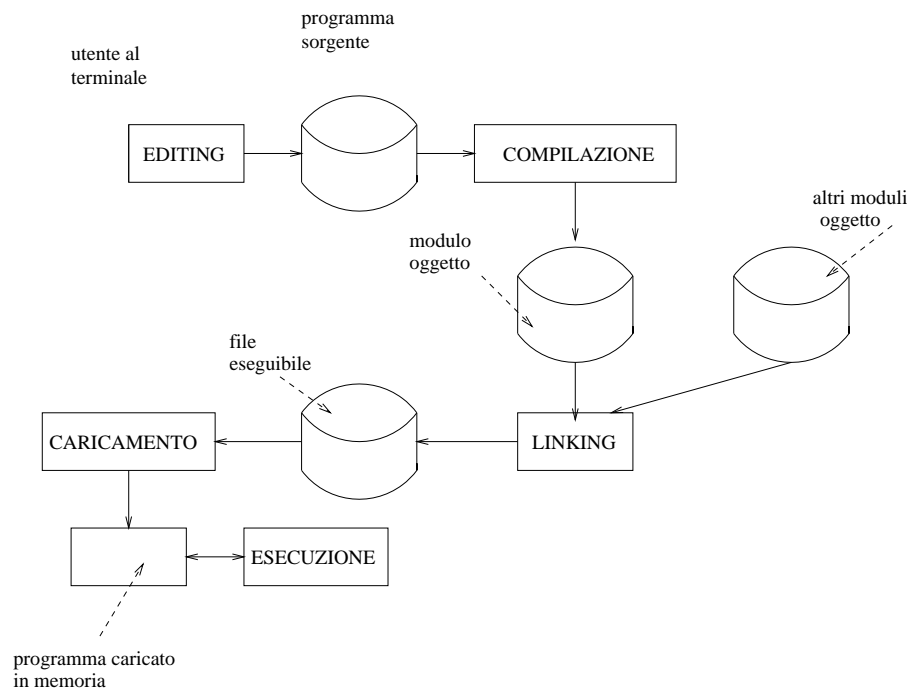 programma
sorgente
utente al
terminale
EDITING
COMPILAZIONE
altri moduli
oggetto
modulo
oggetto
file
eseguibile
CARICAMENTO
LINKING
ESECUZIONE
programma caricato
in memoria